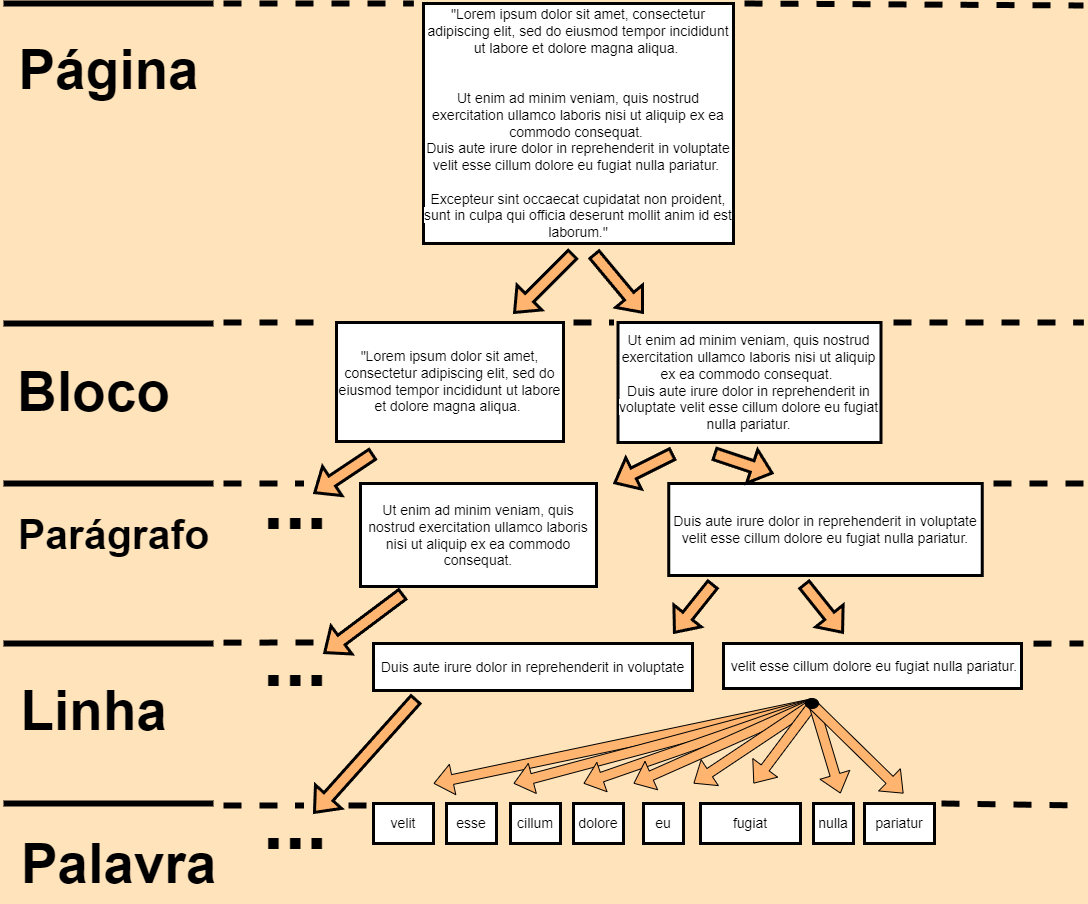 Página
"Lorem ipsum dolor sit amet, consectetur
adipiscing elit, sed do eiusmod tempor incididunt
ut labore et dolore magna aliqua.
Ut enim ad minim veniam, quis nostrud
exercitation ullamco laboris nisi ut aliquip ex ea
commodo consequat.
Duis aute irure dolor in reprehenderit in voluptate
velit esse cillum dolore eu fugiat nulla pariatur.
Excepteur sint occaecat cupidatat non proident,
sunt in culpa qui officia deserunt mollit anim id est
laborum."
Bloco
"Lorem ipsum dolor sit amet,
consectetur adipiscing elit, sed do
eiusmod tempor incididunt ut labore
et dolore magna aliqua.
Ut enim ad minim veniam, quis nostrud
exercitation ullamco laboris nisi ut aliquip
ex ea commodo consequat.
Duis aute irure dolor in reprehenderit in
voluptate velit esse cillum dolore eu fugiat
nulla pariatur.
Parágrafo
...
Ut enim ad minim veniam, quis
nostrud exercitation ullamco laboris
nisi ut aliquip ex ea commodo
consequat.
Duis aute irure dolor in reprehenderit in voluptate
velit esse cillum dolore eu fugiat nulla pariatur.
Linha
...
Duis aute irure dolor in reprehenderit in voluptate
velit esse cillum dolore eu fugiat nulla pariatur.
Palavra
...
velit
esse
cillum
dolore
eu
fugiat
nulla
pariatur